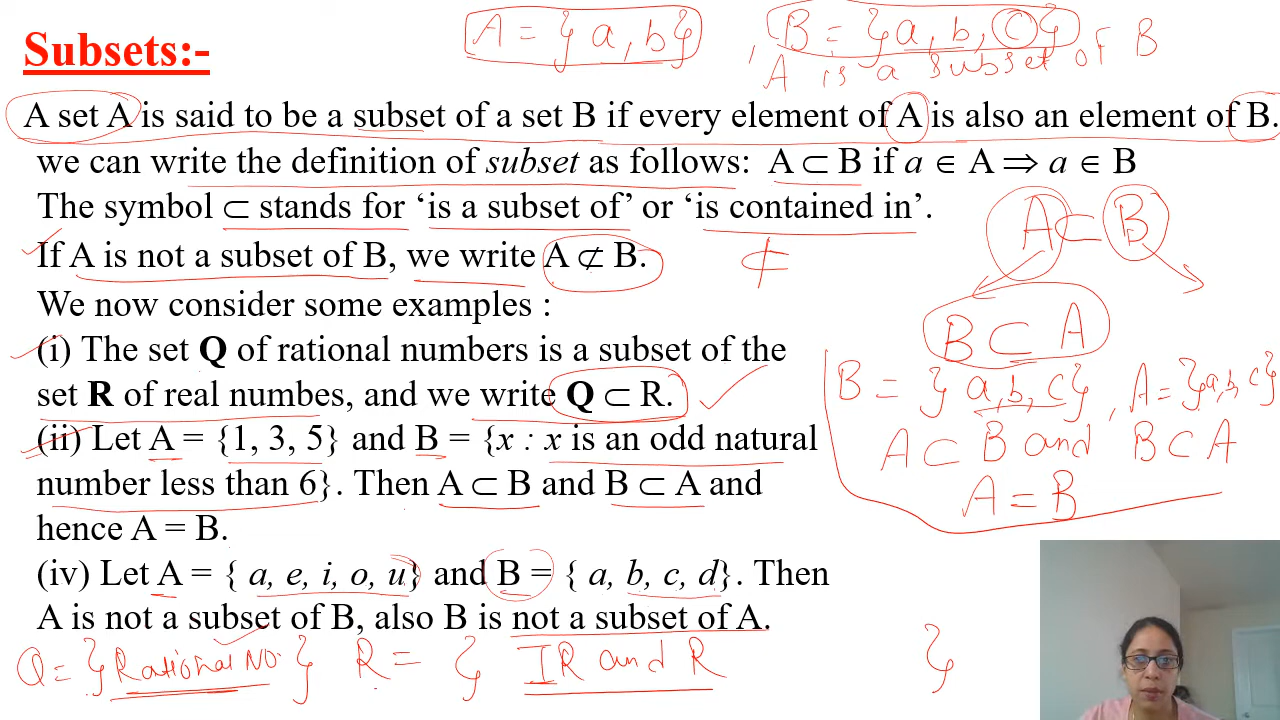 Subsets:-
A = {a, b}, B = {a, b, c}
A is a subset of B
A set A is said to be a subset of a set B if every element of A is also an element of B.
we can write the definition of subset as follows: A ⊂ B if a ∈ A ⇒ a ∈ B
The symbol ⊂ stands for ‘is a subset of’ or ‘is contained in’.
A ⊂ B
If A is not a subset of B, we write A ⊄ B.
⊄
We now consider some examples :
B ⊂ A
(i) The set Q of rational numbers is a subset of the
set R of real numbes, and we write Q ⊂ R.
B = {a, b, c}, A = {a, b, c}
(ii) Let A = {1, 3, 5} and B = {x : x is an odd natural
number less than 6}. Then A ⊂ B and B ⊂ A and
hence A = B.
A ⊂ B and B ⊂ A
A = B
(iv) Let A = { a, e, i, o, u} and B = { a, b, c, d}. Then
A is not a subset of B, also B is not a subset of A.
Q = {Rational No.} R = { IR and R }